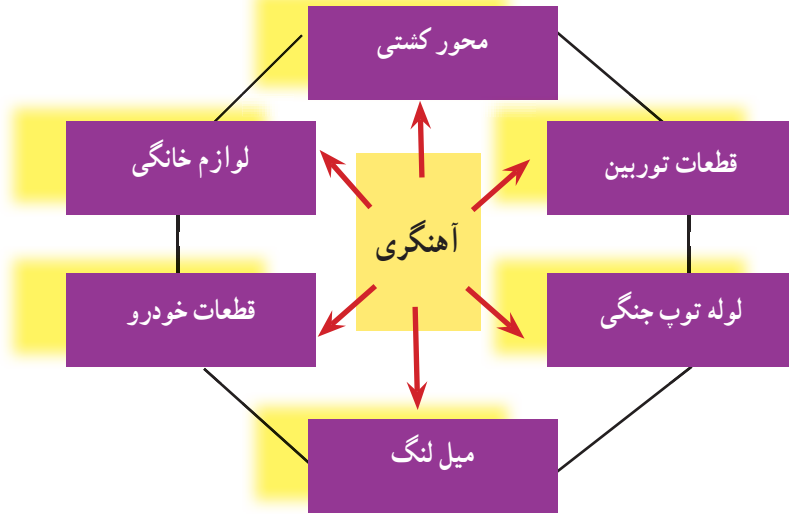 محور کشتی
قطعات توربین
لوازم خانگی
آهنگری
لوله توپ جنگی
قطعات خودرو
میل لنگ